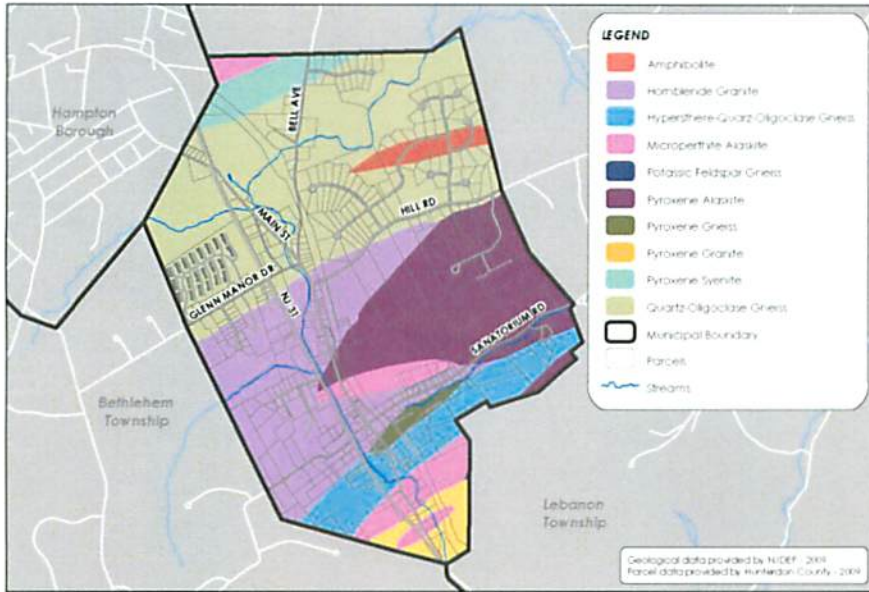 LEGEND
Amphibolite
Hornblende Granite
Hypersthere-Quartz-Oligoclase Gneiss
Microperthite Alaskite
Potassic Feldspar Gneiss
Pyroxene Alaskite
Pyroxene Gneiss
Pyroxene Granite
Pyroxene Syenite
Quartz-Oligoclase Gneiss
Municipal Boundary
Parcels
Streams
Hampton
Borough
BELL AVE
MAIN ST
HILL RD
GLENN MANOR DR
NJ 31
SANATORIUM RD
Bethlehem
Township
Lebanon
Township
Geological data provided by NJDEP - 2009
Parcel data provided by Hunterdon County - 2009